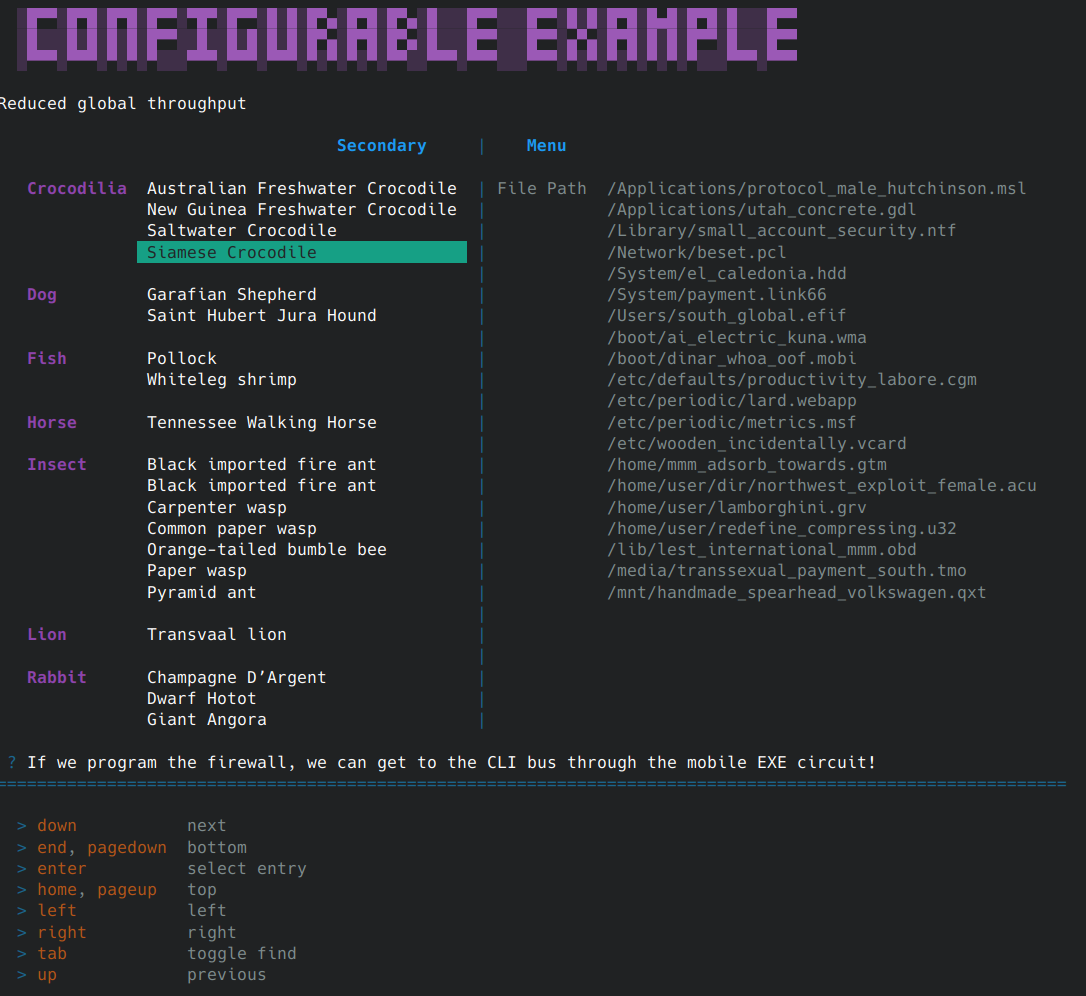 CONFIGURABLE EXAMPLE
Reduced global throughput
Secondary | Menu
Crocodilia Australian Freshwater Crocodile | File Path /Applications/protocol_male_hutchinson.msl
New Guinea Freshwater Crocodile | /Applications/utah_concrete.gdl
Saltwater Crocodile | /Library/small_account_security.ntf
Siamese Crocodile | /Network/beset.pcl
| /System/el_caledonia.hdd
Dog Garafian Shepherd | /System/payment.link66
Saint Hubert Jura Hound | /Users/south_global.efif
| /boot/ai_electric_kuna.wma
Fish Pollock | /boot/dinar_whoa_oof.mobi
Whiteleg shrimp | /etc/defaults/productivity_labore.cgm
| /etc/periodic/lard.webapp
Horse Tennessee Walking Horse | /etc/periodic/metrics.msf
| /etc/wooden_incidentally.vcard
Insect Black imported fire ant | /home/mmm_adsorb_towards.gtm
Black imported fire ant | /home/user/dir/northwest_exploit_female.acu
Carpenter wasp | /home/user/lamborghini.grv
Common paper wasp | /home/user/redefine_compressing.u32
Orange-tailed bumble bee | /lib/lest_international_mmm.obd
Paper wasp | /media/transsexual_payment_south.tmo
Pyramid ant | /mnt/handmade_spearhead_volkswagen.qxt
|
Lion Transvaal lion |
|
Rabbit Champagne D’Argent |
Dwarf Hotot |
Giant Angora |
? If we program the firewall, we can get to the CLI bus through the mobile EXE circuit!
> down next
> end, pagedown bottom
> enter select entry
> home, pageup top
> left left
> right right
> tab toggle find
> up previous